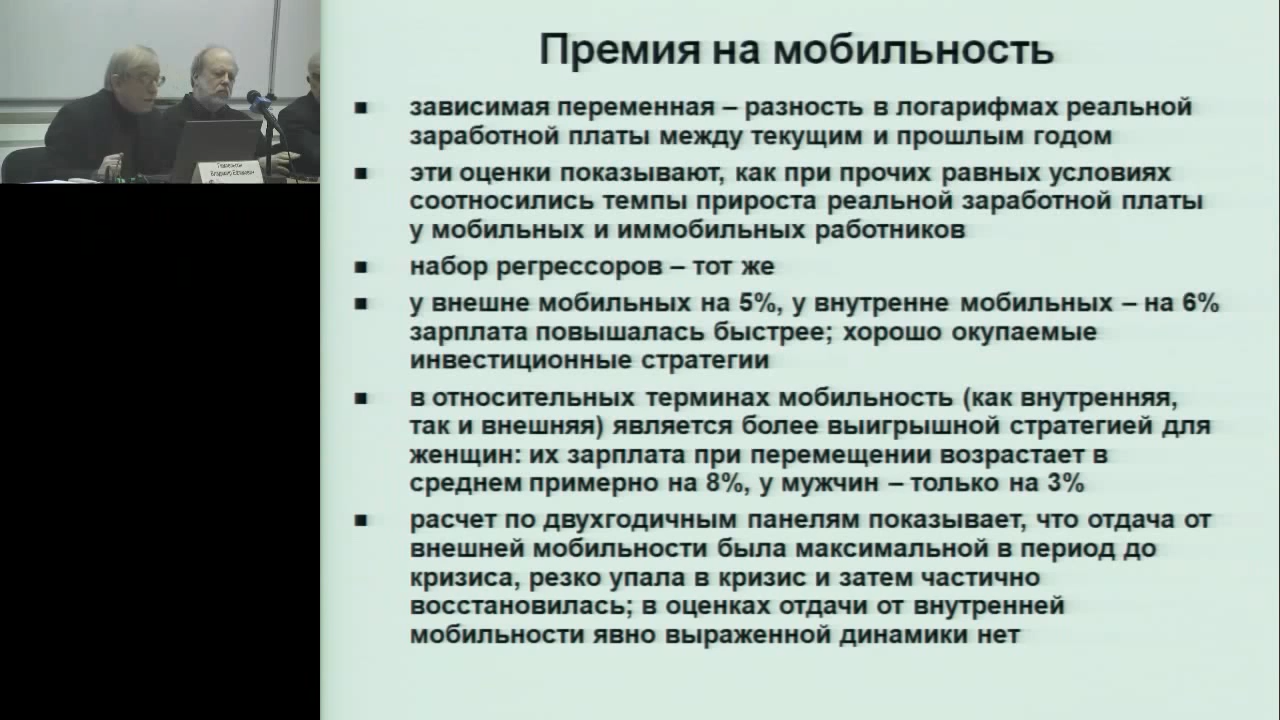 Премия на мобильность
▪ зависимая переменная – разность в логарифмах реальной
заработной платы между текущим и прошлым годом
▪ эти оценки показывают, как при прочих равных условиях
соотносились темпы прироста реальной заработной платы
у мобильных и иммобильных работников
▪ набор регрессоров – тот же
▪ у внешне мобильных на 5%, у внутренне мобильных – на 6%
зарплата повышалась быстрее; хорошо окупаемые
инвестиционные стратегии
▪ в относительных терминах мобильность (как внутренняя,
так и внешняя) является более выигрышной стратегией для
женщин: их зарплата при перемещении возрастает в
среднем примерно на 8%, у мужчин – только на 3%
▪ расчет по двухгодичным панелям показывает, что отдача от
внешней мобильности была максимальной в период до
кризиса, резко упала в кризис и затем частично
восстановилась; в оценках отдачи от внутренней
мобильности явно выраженной динамики нет